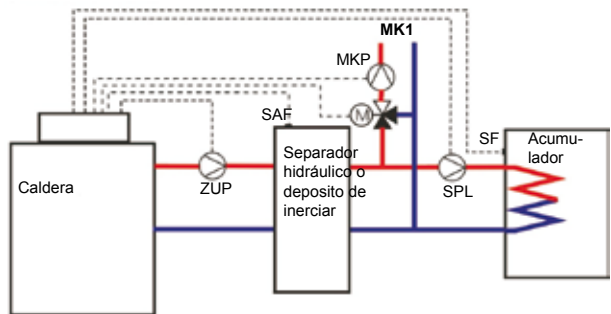 MK1
MKP
M
SAF
SF
Acumu-
lador
Separador
hidráulico o
deposito de
inerciar
Caldera
ZUP
SPL